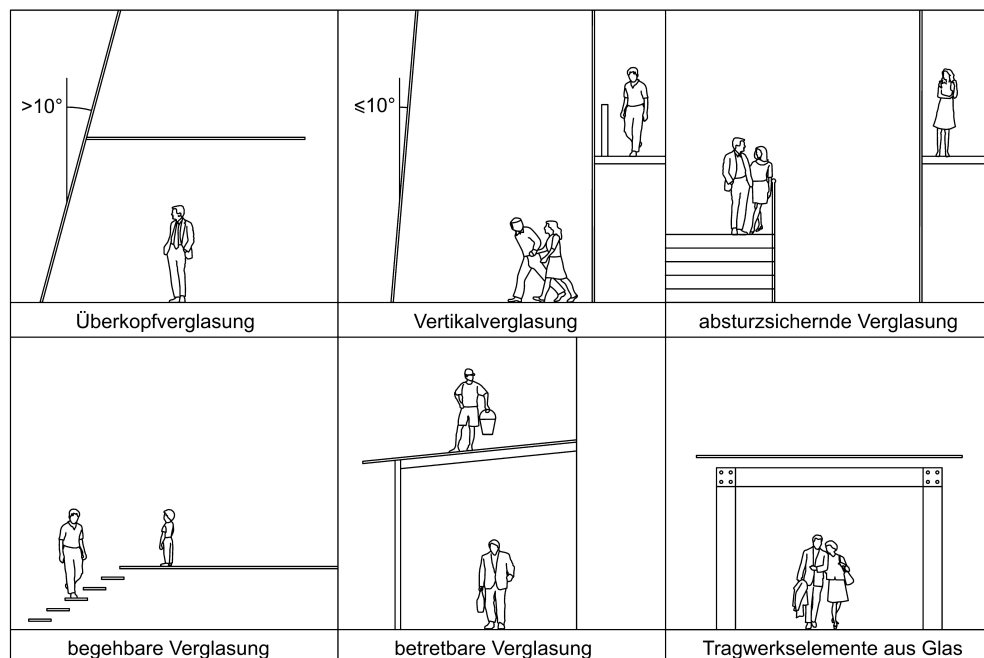 >10°
≤10°
Überkopfverglasung
Vertikalverglasung
absturzsichernde Verglasung
begehbare Verglasung
betretbare Verglasung
Tragwerkselemente aus Glas